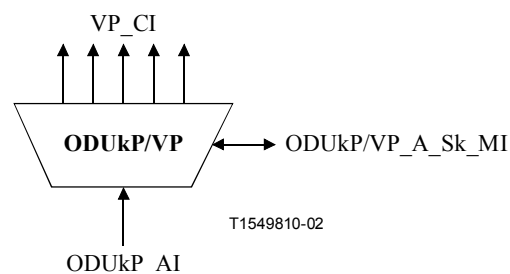 VP_CI
ODUkP/VP
ODUkP/VP_A_Sk_MI
T1549810-02
ODUkP_AI